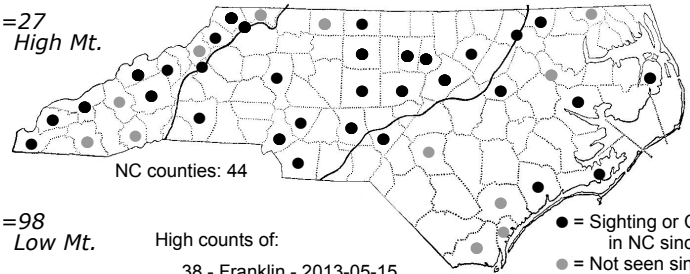 =27
High Mt.
NC counties: 44
=98
Low Mt.
High counts of:
38 - Franklin - 2013-05-15
● = Sighting or
in NC sinc
● = Not seen sin